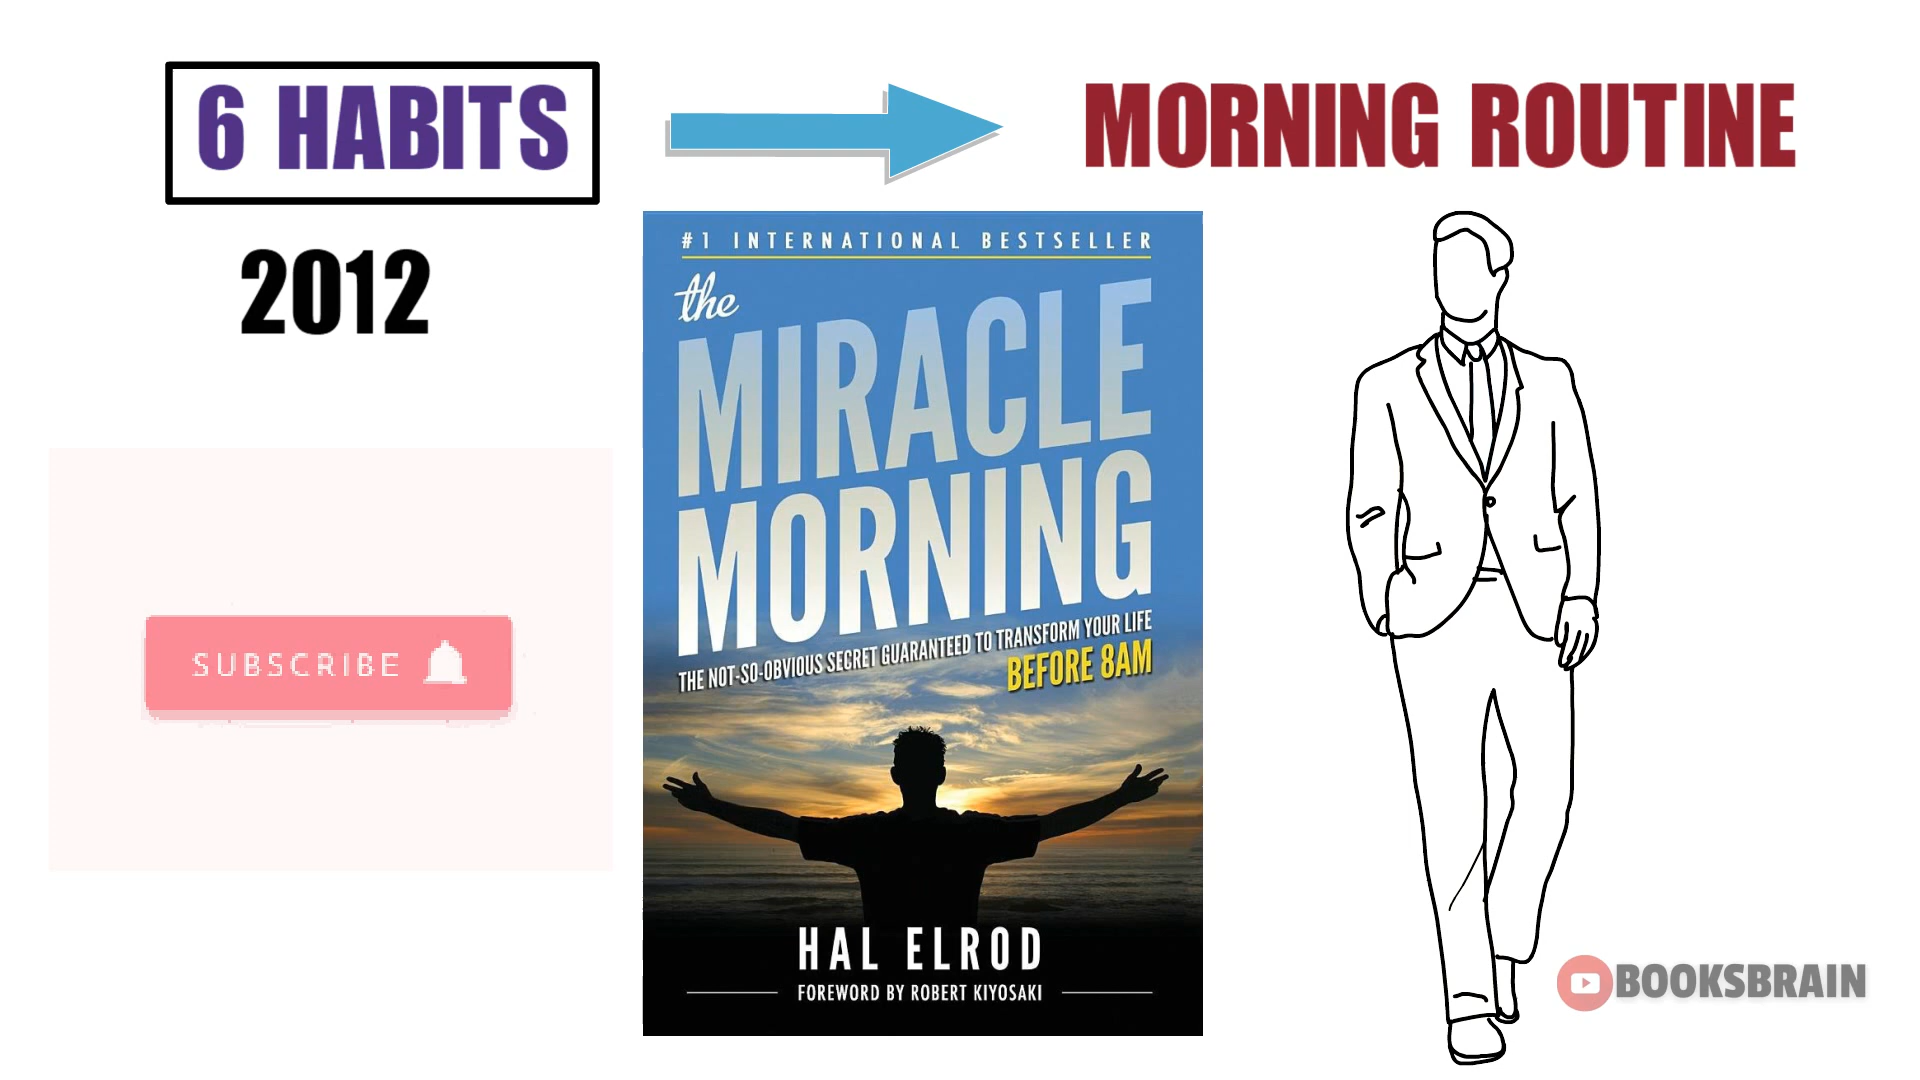 6 HABITS
MORNING ROUTINE
2012
#1 INTERNATIONAL BESTSELLER
the
MIRACLE
MORNING
THE NOT-SO-OBVIOUS SECRET GUARANTEED TO TRANSFORM YOUR LIFE
BEFORE 8AM
HAL ELROD
FOREWORD BY ROBERT KIYOSAKI
SUBSCRIBE
BOOKSBRAIN